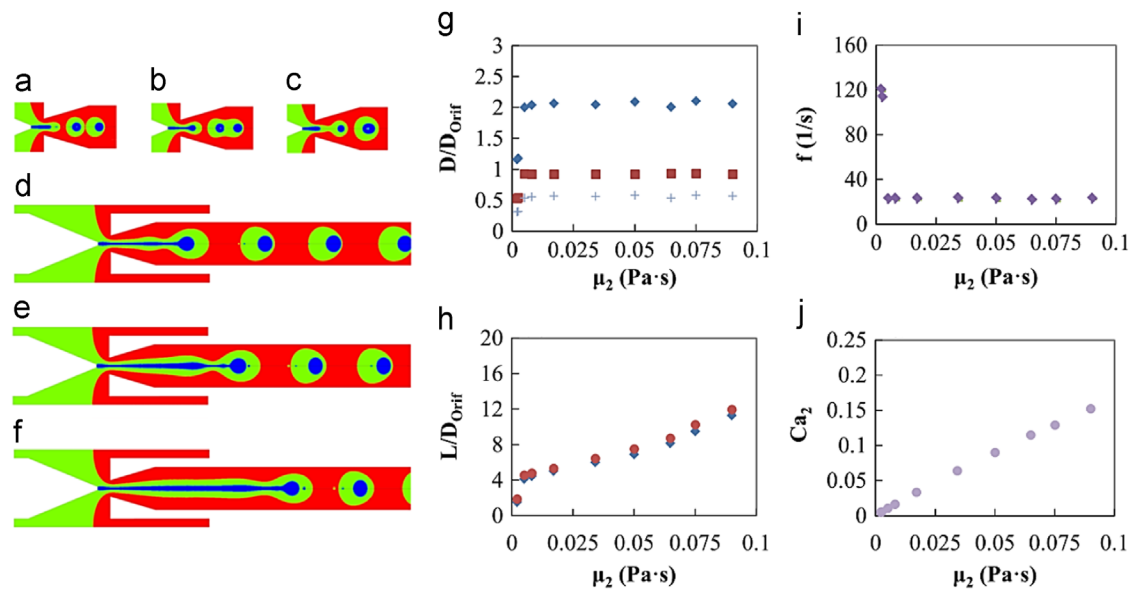 a
b
c
d
e
f
g
D/D_Orif
3
2.5
2
1.5
1
0.5
0
0 0.025 0.05 0.075 0.1
μ₂ (Pa·s)
h
L/D_Orif
20
16
12
8
4
0
0 0.025 0.05 0.075 0.1
μ₂ (Pa·s)
i
f (1/s)
160
120
80
40
0
0 0.025 0.05 0.075 0.1
μ₂ (Pa·s)
j
Ca₂
0.25
0.2
0.15
0.1
0.05
0
0 0.025 0.05 0.075 0.1
μ₂ (Pa·s)